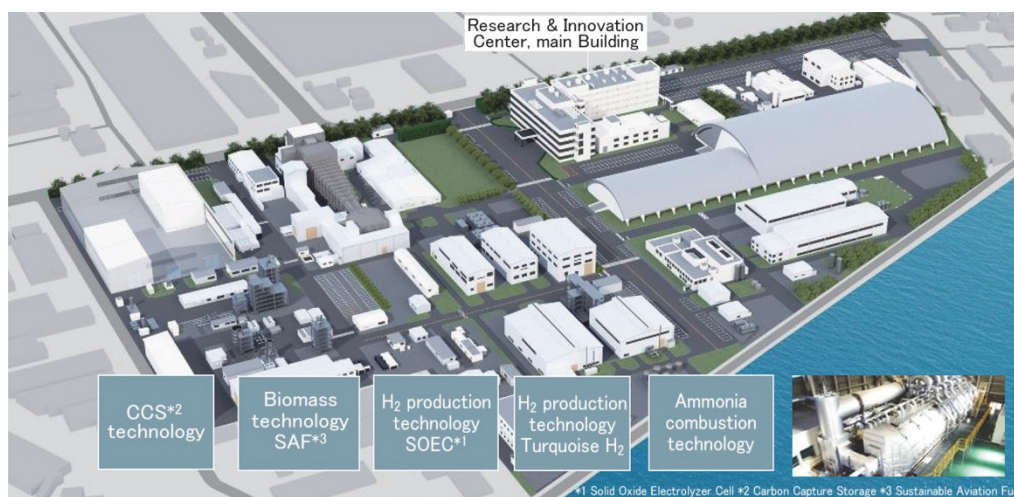 Research & Innovation
Center, main Building
CCS*2
technology
Biomass
technology
SAF*3
H2 production
technology
SOEC*1
H2 production
technology
Turquoise H2
Ammonia
combustion
technology
*1 Solid Oxide Electrolyzer Cell *2 Carbon Capture Storage *3 Sustainable Aviation Fu